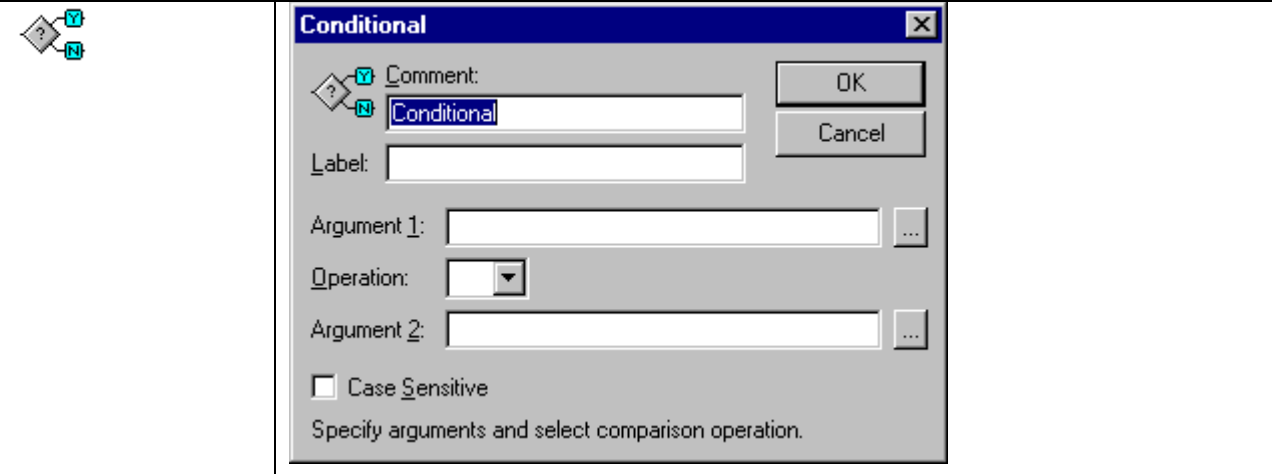 ?
Y
N
Conditional
?
Y
N
Comment:
Conditional
OK
Cancel
Label:
Argument 1:
...
Operation:
Argument 2:
...
Case Sensitive
Specify arguments and select comparison operation.